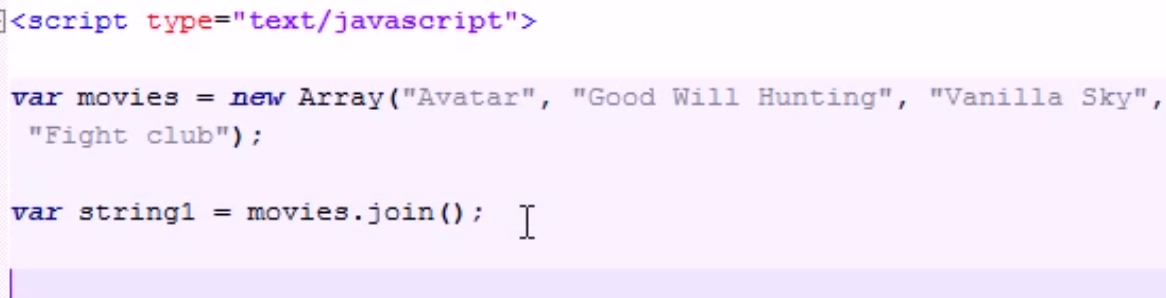 <script type="text/javascript">
var movies = new Array("Avatar", "Good Will Hunting", "Vanilla Sky",
"Fight club");
var string1 = movies.join();